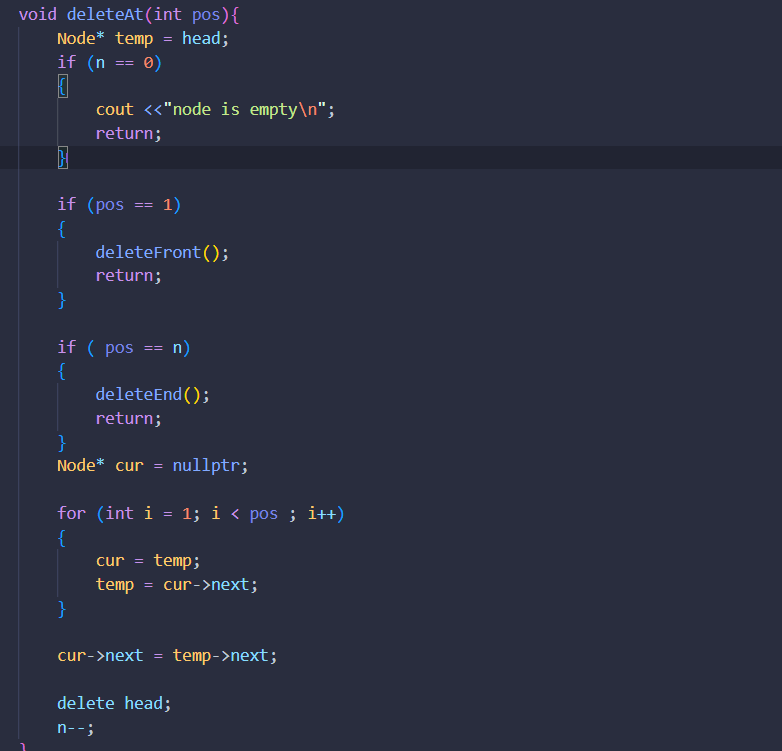 void deleteAt(int pos){
    Node* temp = head;
    if (n == 0)
    {
        cout <<"node is empty\n";
        return;
    }
    if (pos == 1)
    {
        deleteFront();
        return;
    }
    if ( pos == n)
    {
        deleteEnd();
        return;
    }
    Node* cur = nullptr;
    for (int i = 1; i < pos ; i++)
    {
        cur = temp;
        temp = cur->next;
    }
    cur->next = temp->next;
    delete head;
    n--;
}